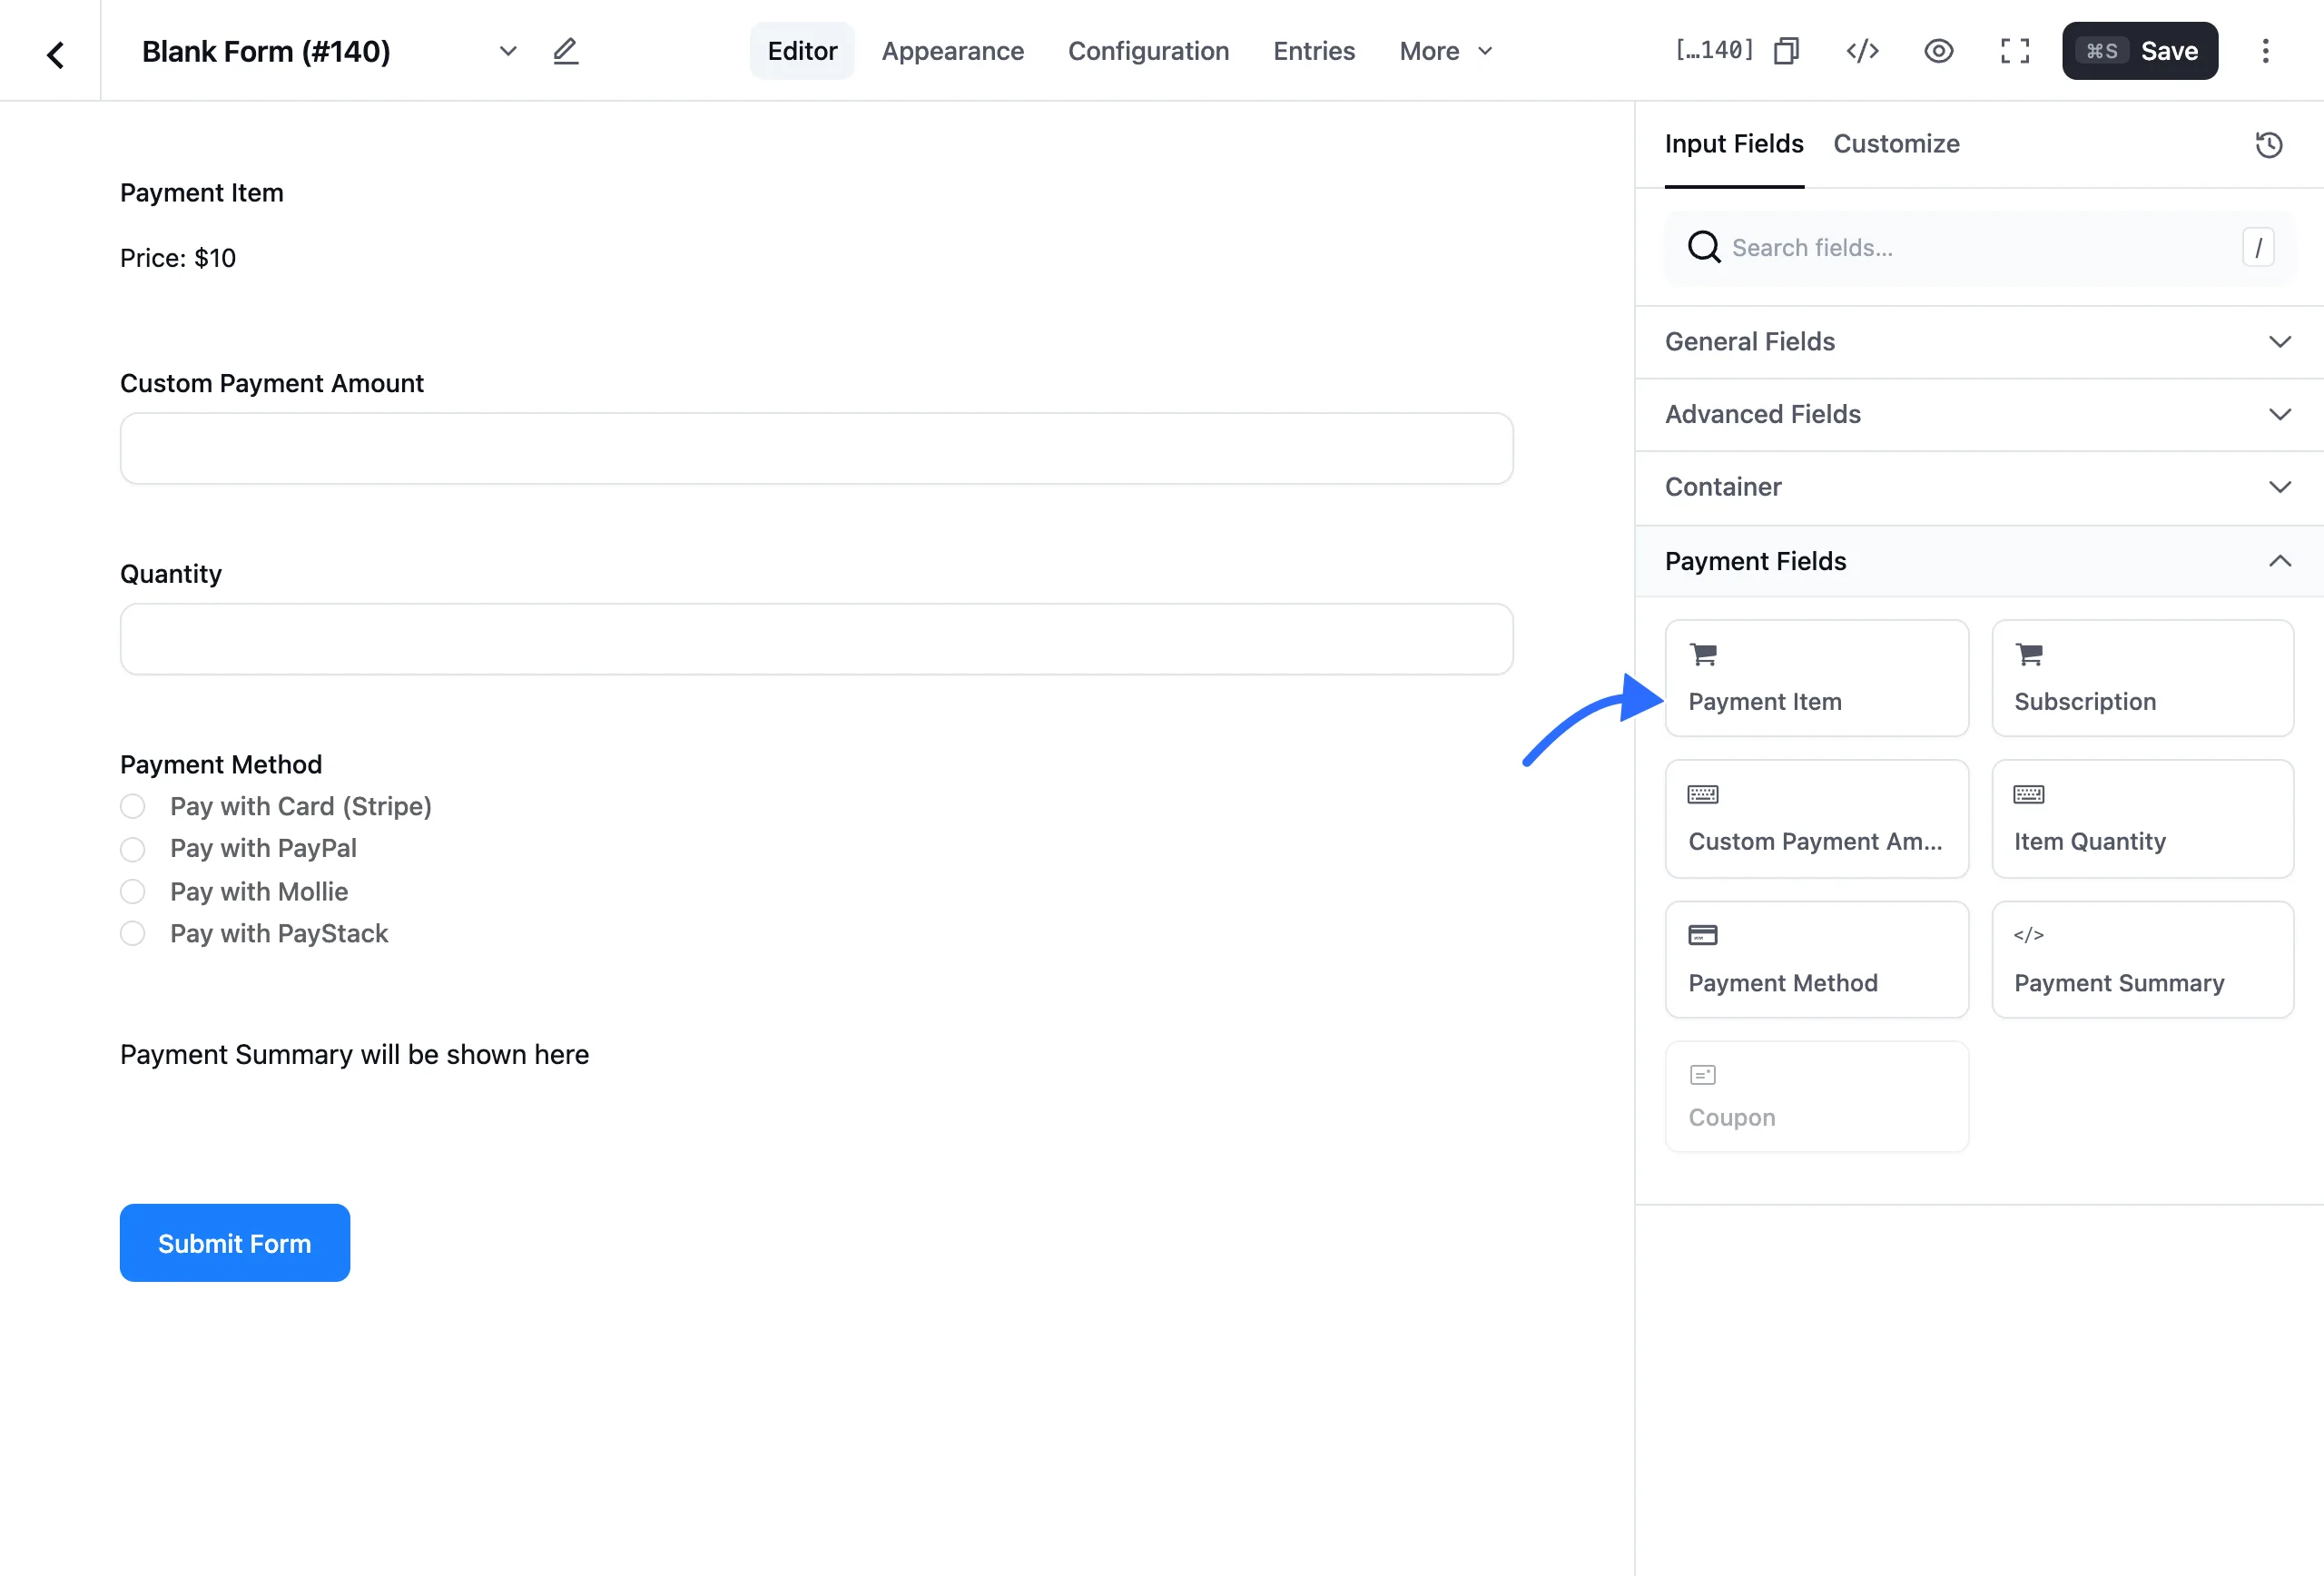 Blank Form (#140)
Editor
Appearance
Configuration
Entries
More
[...140]
⌘S Save
Payment Item
Price: $10
Custom Payment Amount
Quantity
Payment Method
Pay with Card (Stripe)
Pay with PayPal
Pay with Mollie
Pay with PayStack
Payment Summary will be shown here
Submit Form
Input Fields
Customize
Search fields...
/
General Fields
Advanced Fields
Container
Payment Fields
Payment Item
Subscription
Custom Payment Am...
Item Quantity
Payment Method
Payment Summary
Coupon